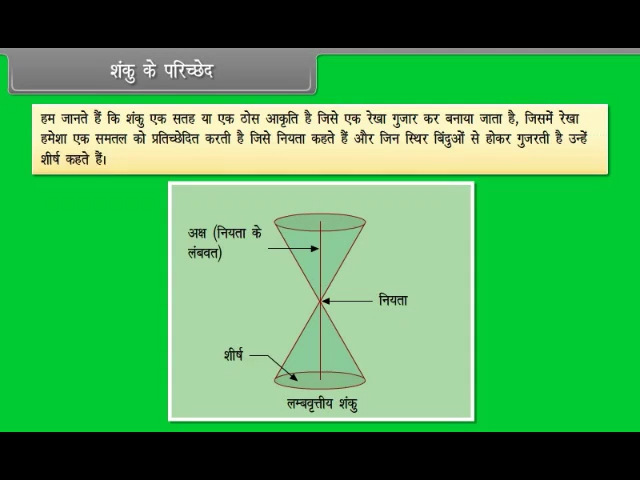 शंकु के परिच्छेद
हम जानते हैं कि शंकु एक सतह या एक ठोस आकृति है जिसे एक रेखा गुजार कर बनाया जाता है, जिसमें रेखा
हमेशा एक समतल को प्रतिच्छेदित करती है जिसे नियता कहते हैं और जिन स्थिर बिंदुओं से होकर गुजरती है उन्हें
शीर्ष कहते हैं।
अक्ष (नियता के
लंबवत)
नियता
शीर्ष
लम्बवृत्तीय शंकु